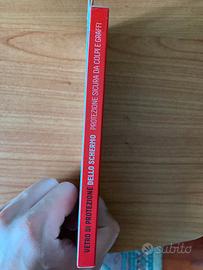 VETRO DI PROTEZIONE DELLO SCHERMO PROTEZIONE SICURA DA COLPI E GRAFFI
subito